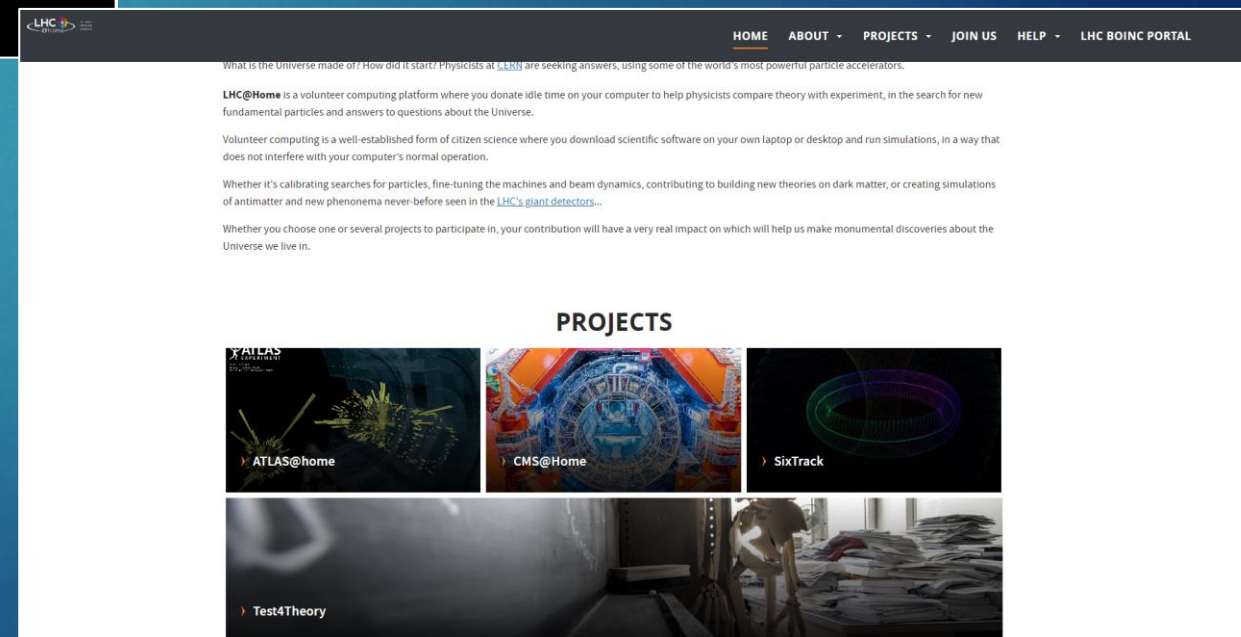 LHC
@home
HOME ABOUT PROJECTS JOIN US HELP LHC BOINC PORTAL
What is the Universe made of? How did it start? Physicists at CERN are seeking answers, using some of the world's most powerful particle accelerators.
LHC@Home is a volunteer computing platform where you donate idle time on your computer to help physicists compare theory with experiment, in the search for new
fundamental particles and answers to questions about the Universe.
Volunteer computing is a well-established form of citizen science where you download scientific software on your own laptop or desktop and run simulations, in a way that
does not interfere with your computer's normal operation.
Whether it's calibrating searches for particles, fine-tuning the machines and beam dynamics, contributing to building new theories on dark matter, or creating simulations
of antimatter and new phenonema never-before seen in the LHC's giant detectors...
Whether you choose one or several projects to participate in, your contribution will have a very real impact on which will help us make monumental discoveries about the
Universe we live in.
PROJECTS
ATLAS
EXPERIMENT
ATLAS@home
CMS@Home
SixTrack
Test4Theory